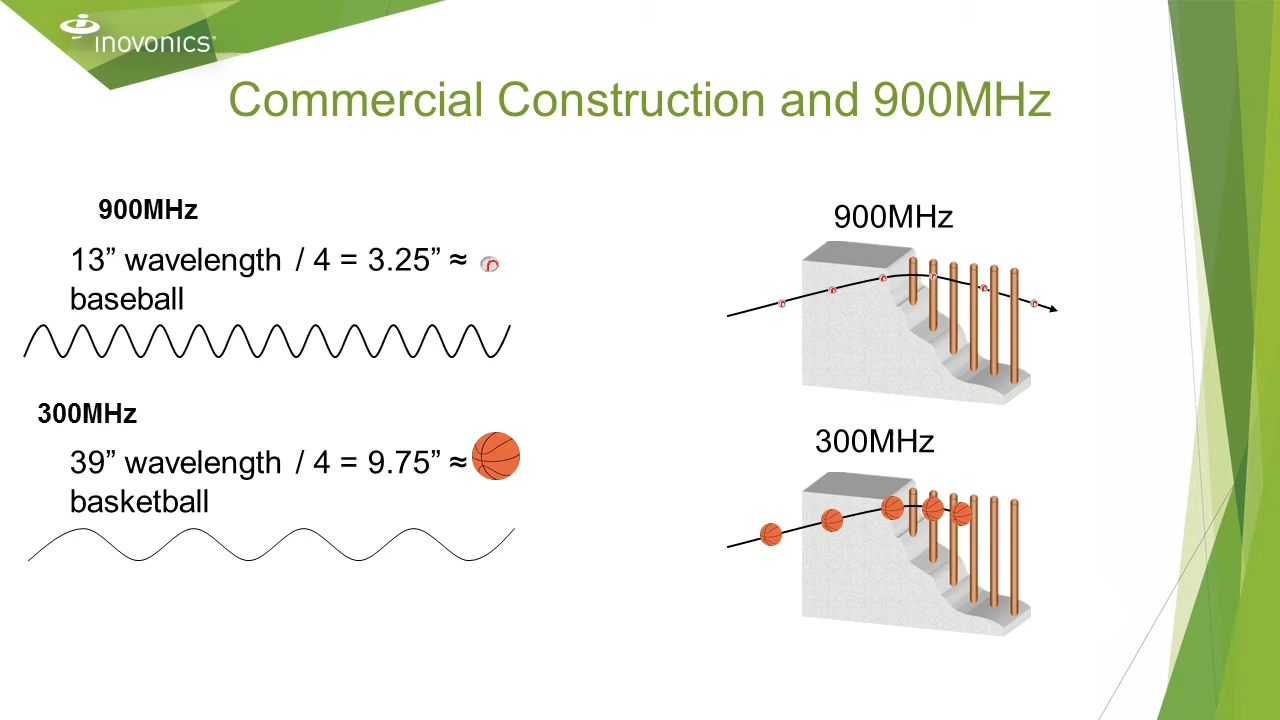 inovonics
Commercial Construction and 900MHz
900MHz
13” wavelength / 4 = 3.25” ≈
baseball
300MHz
39” wavelength / 4 = 9.75” ≈
basketball
900MHz
300MHz